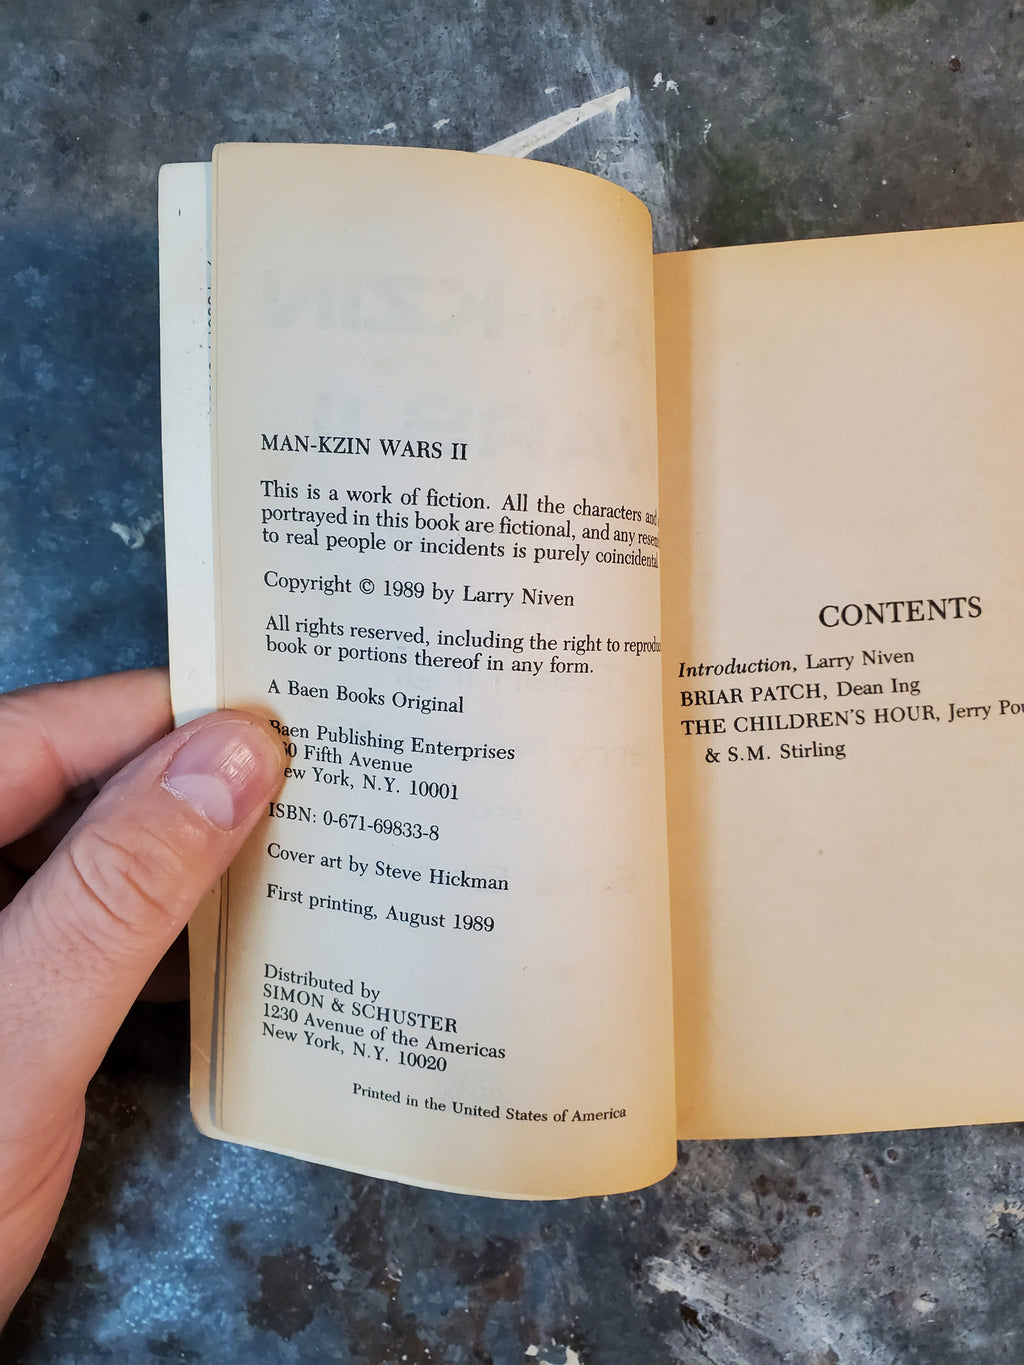 MAN-KZIN WARS II
This is a work of fiction. All the characters and
portrayed in this book are fictional, and any
to real people or incidents is purely coincidental
Copyright © 1989 by Larry Niven
All rights reserved, including the right to
book or portions thereof in any form.
A Baen Books Original
Baen Publishing Enterprises
Fifth Avenue
New York, N.Y. 10001
ISBN: 0-671-69833-8
Cover art by Steve Hickman
First printing, August 1989
Distributed by
SIMON & SCHUSTER
1230 Avenue of the Americas
New York, N.Y. 10020
Printed in the United States of America
CONTENTS
Introduction, Larry Niven
BRIAR PATCH, Dean Ing
THE CHILDREN'S HOUR, Jerry
& S.M. Stirling